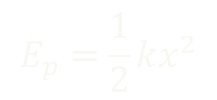 E_p = \frac{1}{2} kx^2